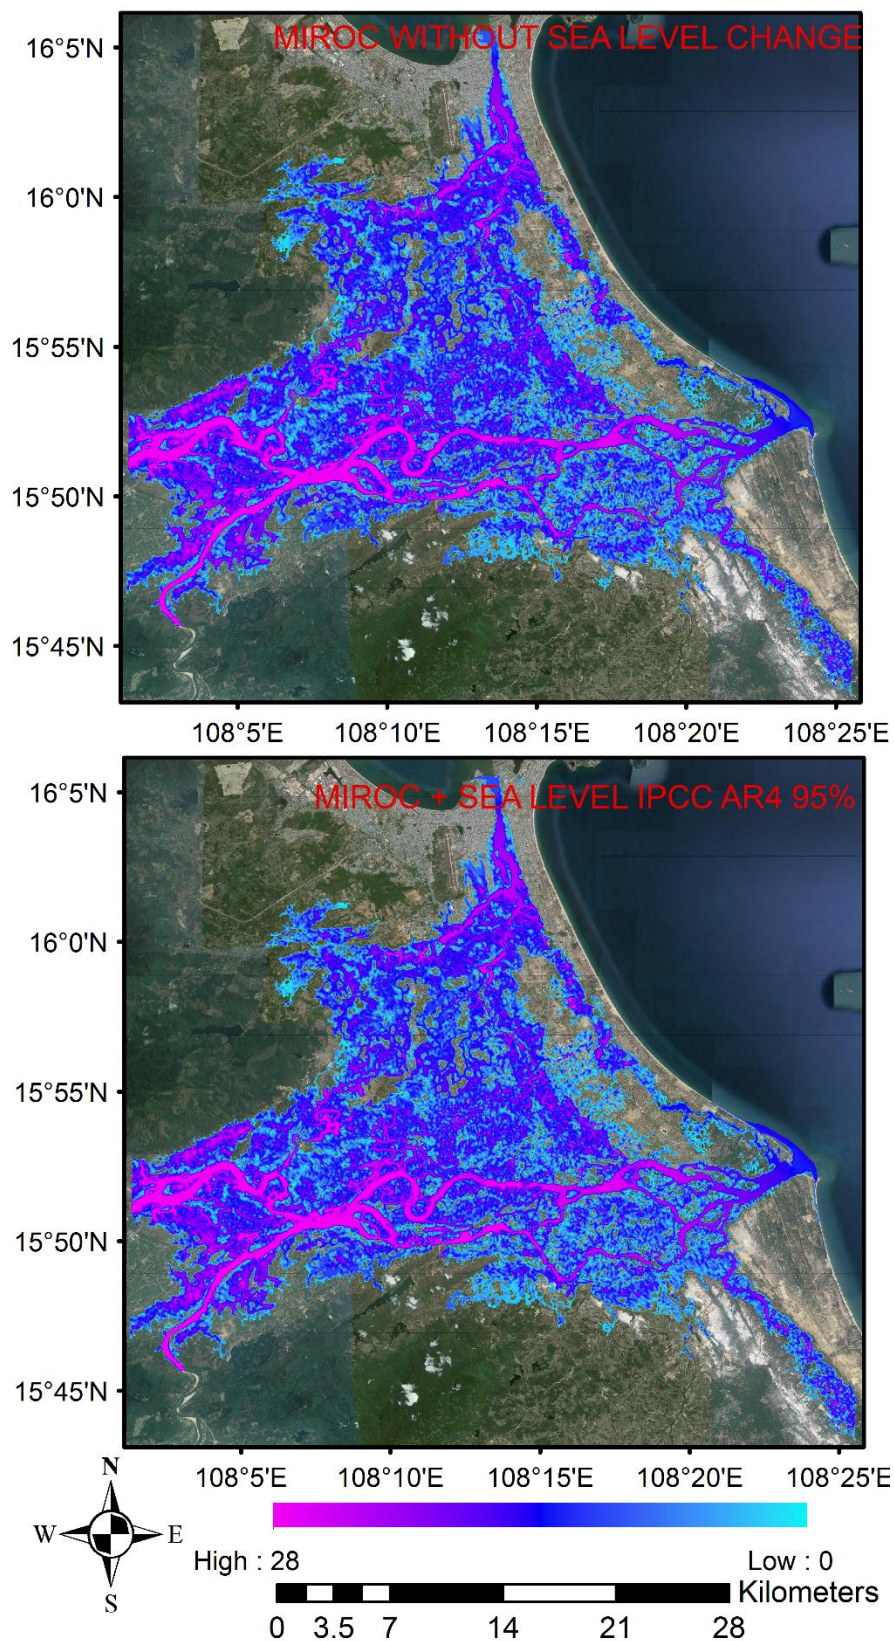 MIROC WITHOUT SEA LEVEL CHANGE
16°5'N
16°0'N
15°55'N
15°50'N
15°45'N
108°5'E 108°10'E 108°15'E 108°20'E 108°25'E
MIROC + SEA LEVEL IPCC AR4 95%
16°5'N
16°0'N
15°55'N
15°50'N
15°45'N
108°5'E 108°10'E 108°15'E 108°20'E 108°25'E
N
W E
S
High : 28 Low : 0
Kilometers
0 3.5 7 14 21 28